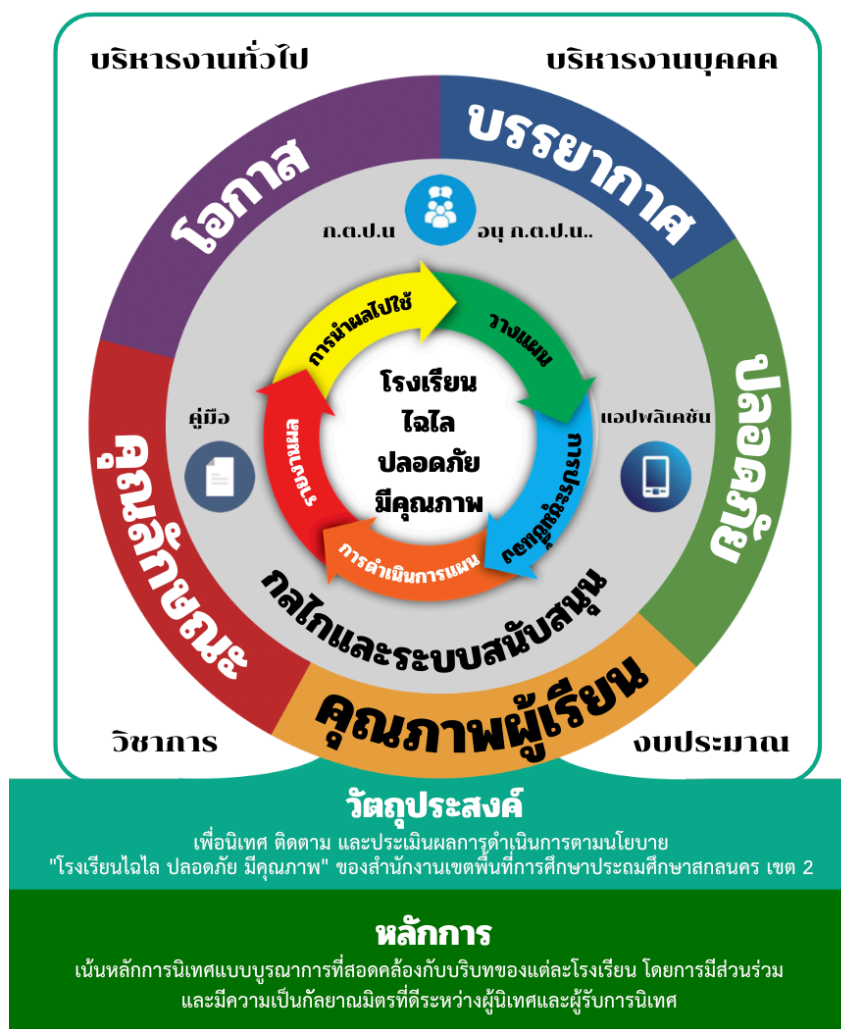 บริหารงานทั่วไป
บริหารงานบุคคค
โอกาส
บรรยากาศ
ก.ต.ป.น
อนุ ก.ต.ป.น..
การนำผลไปใช้
วางแผน
โรงเรียน
ไฉไล
ปลอดภัย
มีคุณภาพ
คู่มือ
แอปพลิเคชัน
คุณลักษณะ
ปลอดภัย
การประชุมชี้แจง
การดำเนินการแผน
กลไกและระบบสนับสนุน
คุณภาพผู้เรียน
วิชาการ
งบประมาณ
วัตถุประสงค์
เพื่อนิเทศ ติดตาม และประเมินผลการดำเนินการตามนโยบาย
"โรงเรียนไฉไล ปลอดภัย มีคุณภาพ" ของสำนักงานเขตพื้นที่การศึกษาประถมศึกษาสกลนคร เขต 2
หลักการ
เน้นหลักการนิเทศแบบบูรณาการที่สอดคล้องกับบริบทของแต่ละโรงเรียน โดยการมีส่วนร่วม
และมีความเป็นกัลยาณมิตรที่ดีระหว่างผู้นิเทศและผู้รับการนิเทศ